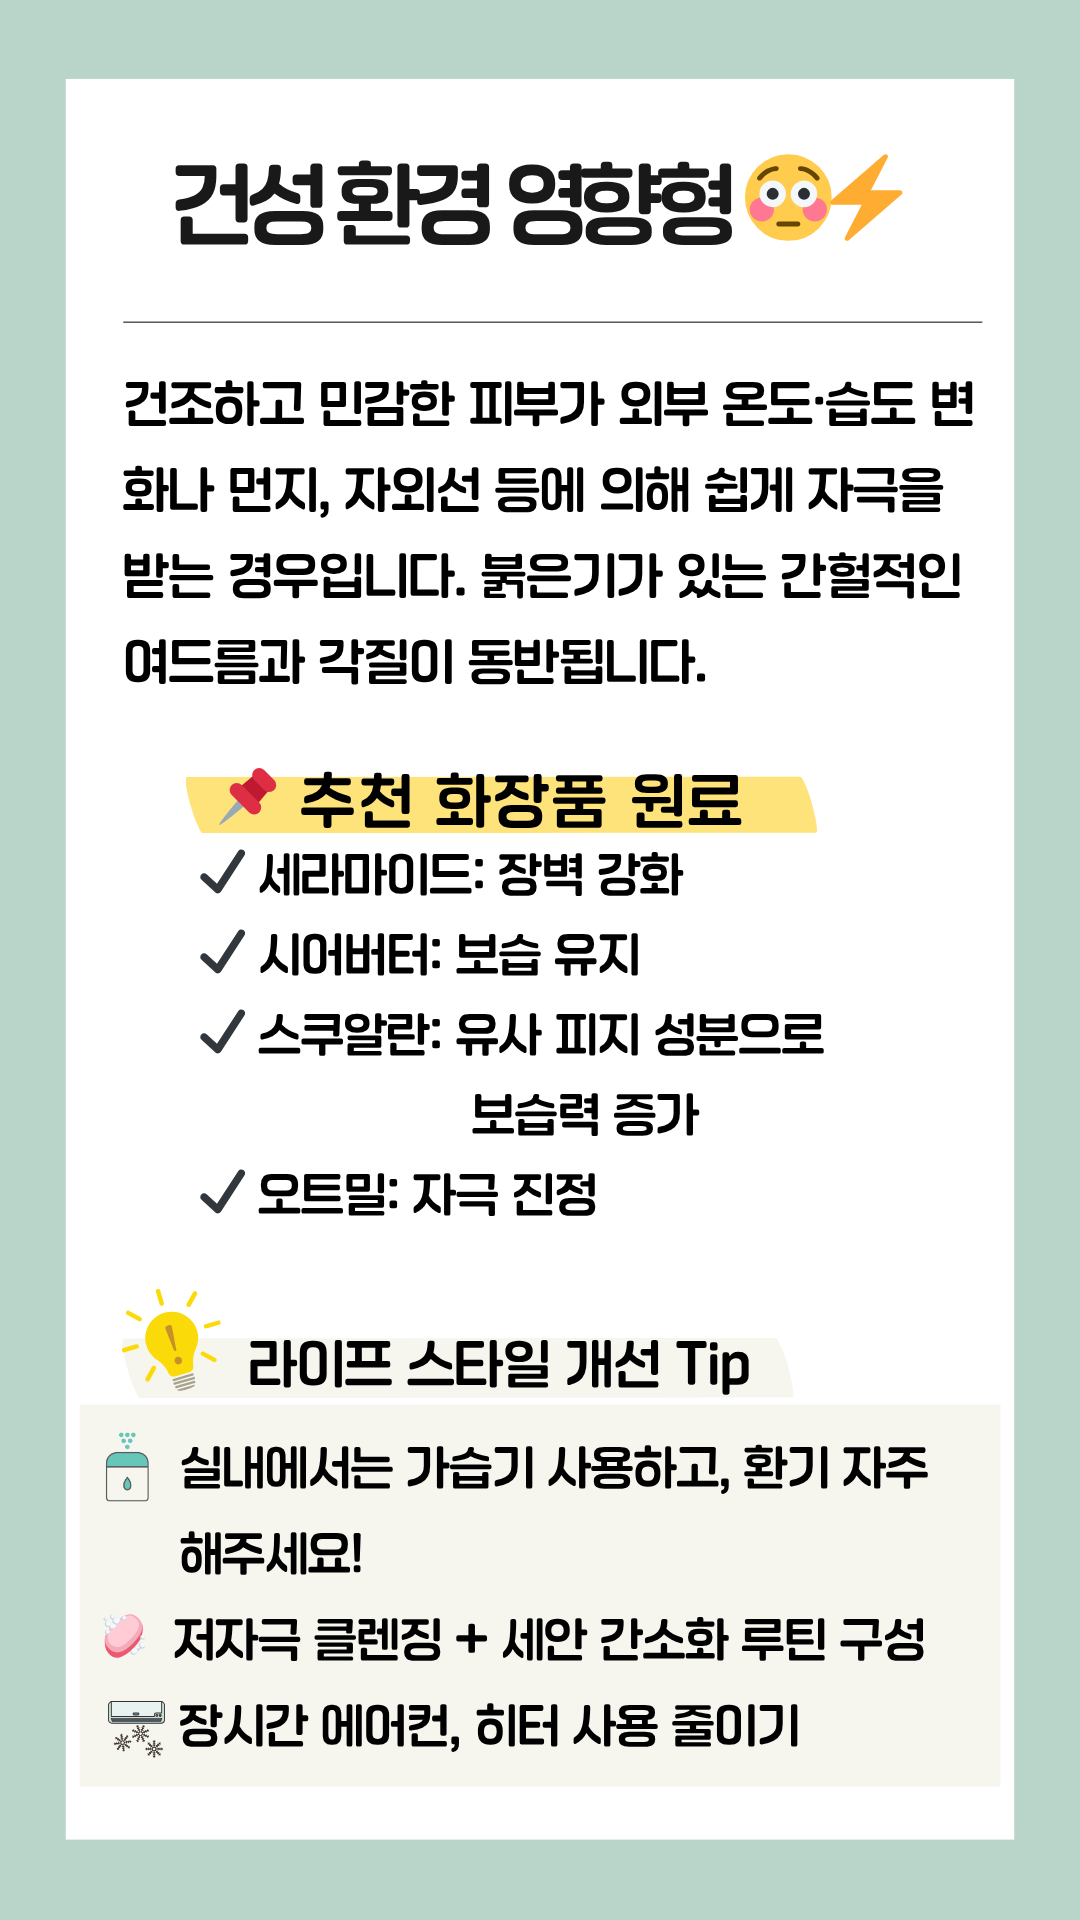 건성 환경 영향형
건조하고 민감한 피부가 외부 온도·습도 변
화나 먼지, 자외선 등에 의해 쉽게 자극을
받는 경우입니다. 붉은기가 있는 간헐적인
여드름과 각질이 동반됩니다.
추천 화장품 원료
세라마이드: 장벽 강화
시어버터: 보습 유지
스쿠알란: 유사 피지 성분으로
보습력 증가
오트밀: 자극 진정
라이프 스타일 개선 Tip
실내에서는 가습기 사용하고, 환기 자주
해주세요!
저자극 클렌징 + 세안 간소화 루틴 구성
장시간 에어컨, 히터 사용 줄이기